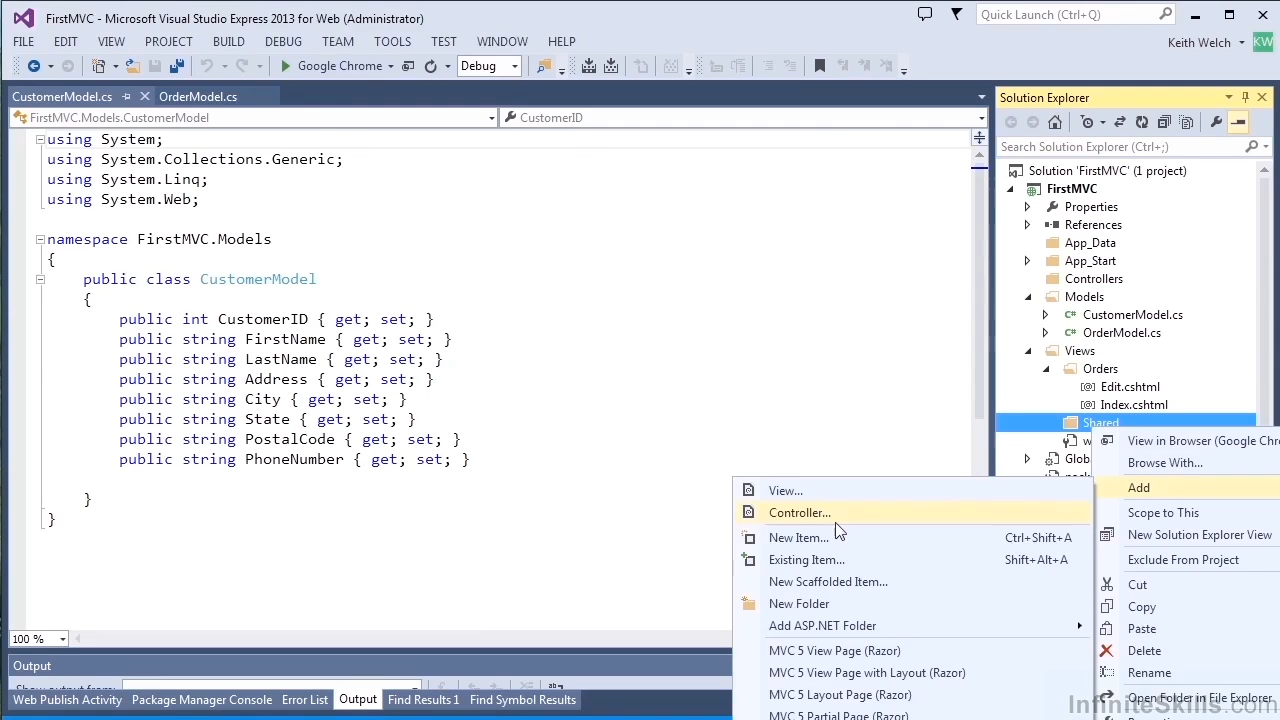 FirstMVC - Microsoft Visual Studio Express 2013 for Web (Administrator)
Quick Launch (Ctrl+Q)
FILE EDIT VIEW PROJECT BUILD DEBUG TEAM TOOLS TEST WINDOW HELP
Keith Welch KW
Google Chrome
Debug
CustomerModel.cs OrderModel.cs
FirstMVC.Models.CustomerModel
CustomerID
using System;
using System.Collections.Generic;
using System.Linq;
using System.Web;
namespace FirstMVC.Models
{
public class CustomerModel
{
public int CustomerID { get; set; }
public string FirstName { get; set; }
public string LastName { get; set; }
public string Address { get; set; }
public string City { get; set; }
public string State { get; set; }
public string PostalCode { get; set; }
public string PhoneNumber { get; set; }
}
}
100 %
Output
Show output from:
Web Publish Activity Package Manager Console Error List Output Find Results 1 Find Symbol Results
Solution Explorer
Search Solution Explorer (Ctrl+;)
Solution 'FirstMVC' (1 project)
FirstMVC
Properties
References
App_Data
App_Start
Controllers
Models
CustomerModel.cs
OrderModel.cs
Views
Orders
Edit.cshtml
Index.cshtml
Shared
w
Glob
View in Browser (Google Chro
Browse With...
Add
Scope to This
New Solution Explorer View
Exclude From Project
Cut
Copy
Paste
Delete
Rename
Open Folder in File Explorer
View...
Controller...
New Item... Ctrl+Shift+A
Existing Item... Shift+Alt+A
New Scaffolded Item...
New Folder
Add ASP.NET Folder
MVC 5 View Page (Razor)
MVC 5 View Page with Layout (Razor)
MVC 5 Layout Page (Razor)
MVC 5 Partial Page (Razor)
InfiniteSkills.com